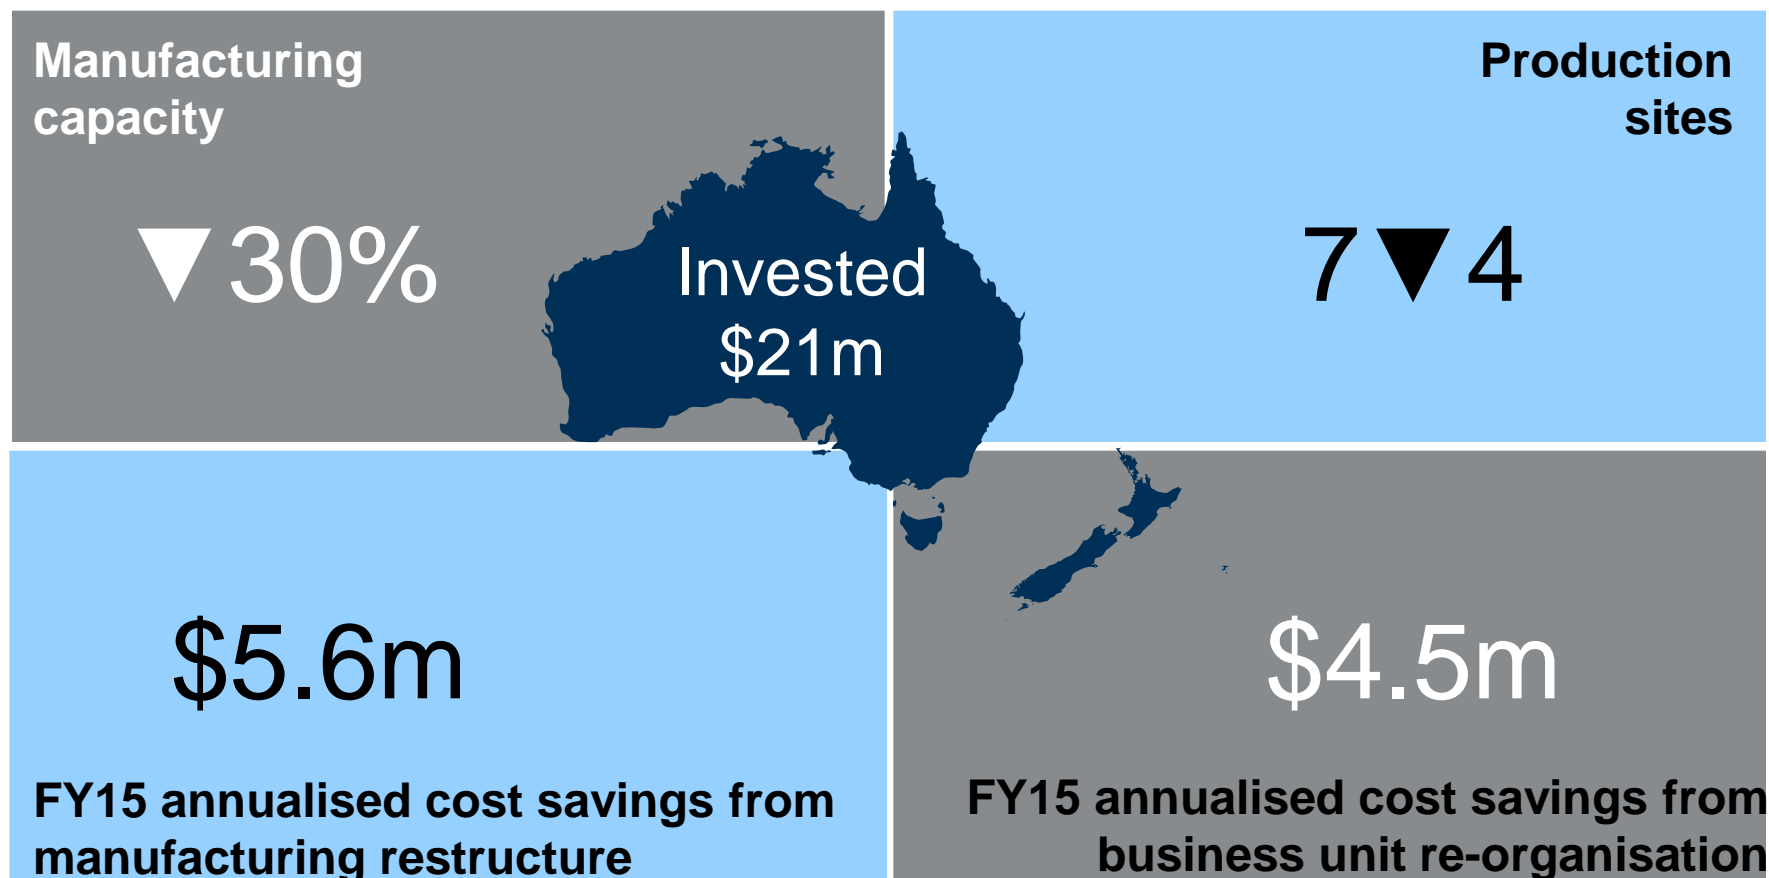 Manufacturing
capacity
▼30%
Production
sites
7▼4
Invested
$21m
$5.6m
FY15 annualised cost savings from
manufacturing restructure
$4.5m
FY15 annualised cost savings from
business unit re-organisation